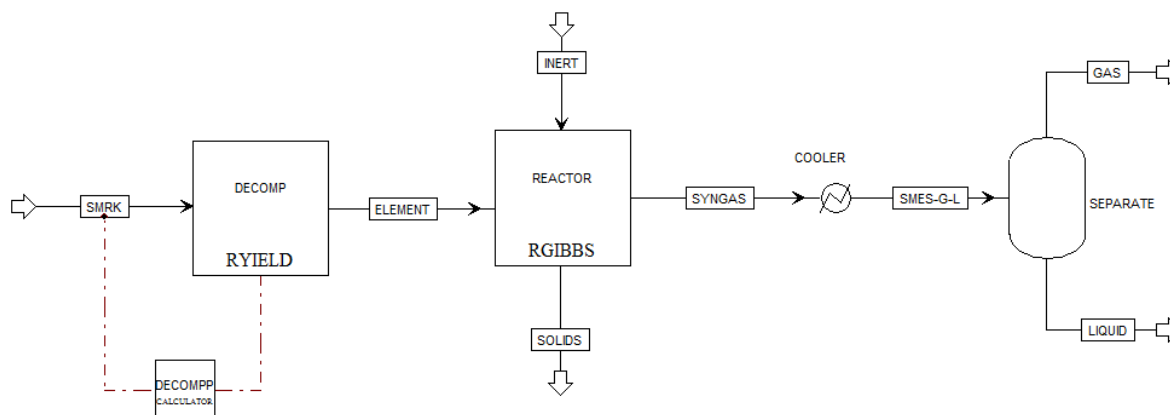 INERT
GAS
DECOMP
REACTOR
COOLER
SMRK
ELEMENT
SYNGAS
SMES-G-L
SEPARATE
RYIELD
RGIBBS
SOLIDS
LIQUID
DECOMPP
CALCULATOR